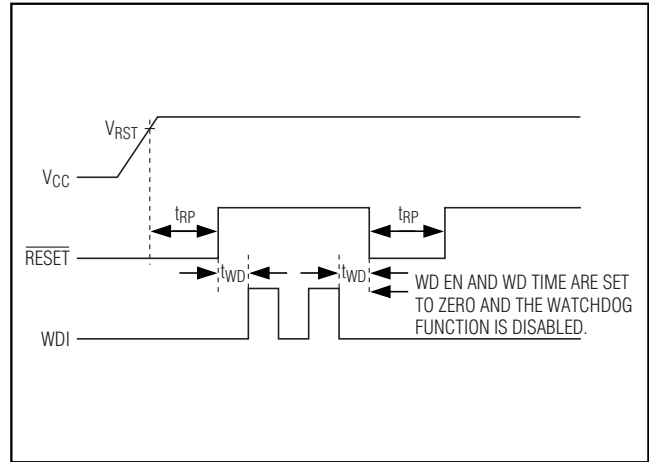 VRST
VCC
tRP
tRP
RESET
tWD
tWD
WD EN AND WD TIME ARE SET
TO ZERO AND THE WATCHDOG
FUNCTION IS DISABLED.
WDI